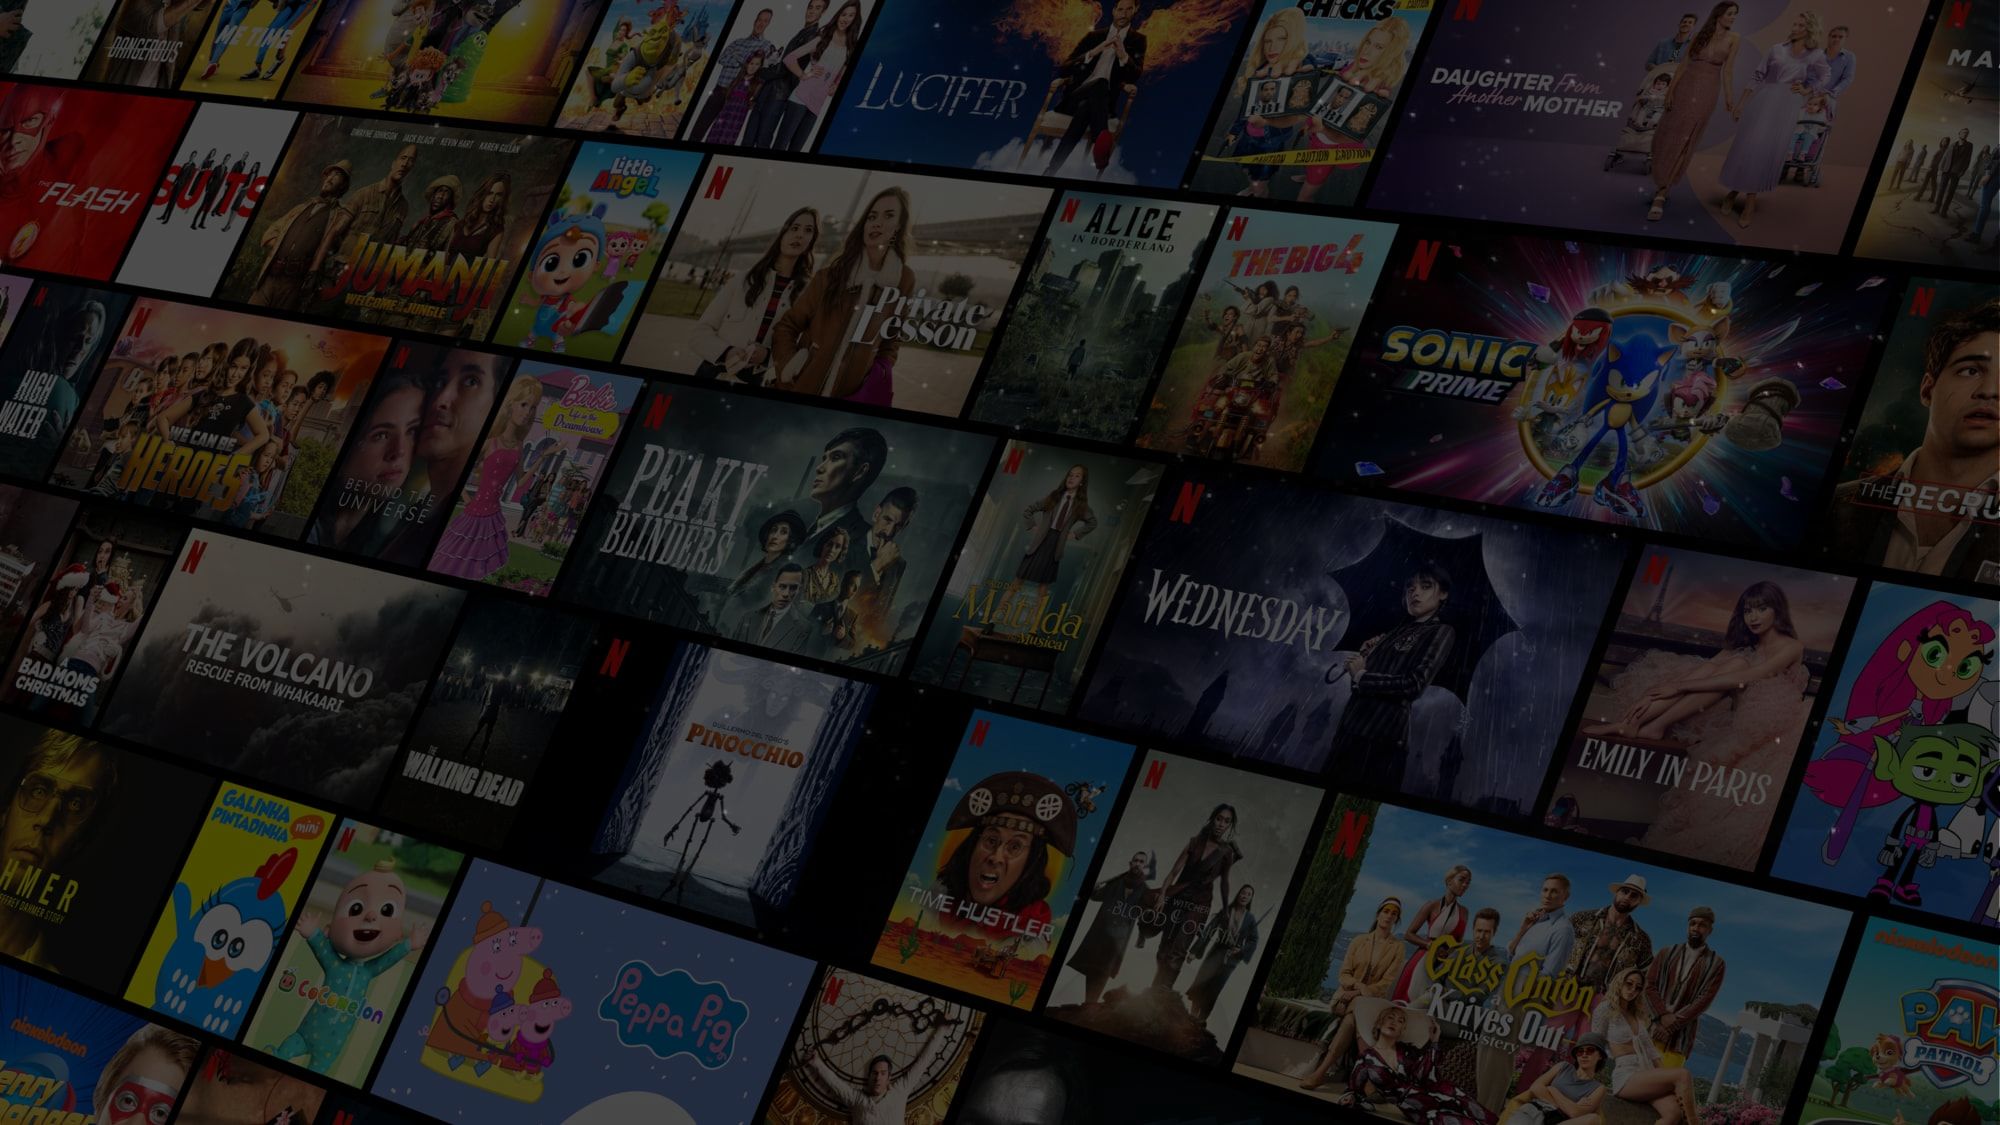 DANGEROUS
ME TIME
LUCIFER
CHICKS
CAUTION
CAUTION CAUTION CAUTION
DAUGHTER From
Another MOTHER
MA
THE FLASH
SUITS
DWAYNE JOHNSON JACK BLACK KEVIN HART KAREN GILLAN
JUMANJI
WELCOME TO THE JUNGLE
Little
Angel
Private
Lesson
ALICE
IN BORDERLAND
THE BIG 4
SONIC
PRIME
HIGH
WATER
WE CAN BE
HEROES
BEYOND THE
UNIVERSE
Barbie
Life in the
Dreamhouse
PEAKY
BLINDERS
Matilda
the Musical
WEDNESDAY
THE RECRU
A
BAD MOMS
CHRISTMAS
THE VOLCANO
RESCUE FROM WHAKAARI
THE
WALKING DEAD
GUILLERMO DEL TORO'S
PINOCCHIO
EMILY IN PARIS
HMER
EFFREY DAHMER STORY
GALINHA
PINTADINHA
mini
COCOMELON
Peppa Pig
TIME HUSTLER
THE WITCHER
BLOOD ORIGIN
Glass Onion
a
Knives Out
mystery
nickelodeon
PAW
PATROL
nickelodeon
enry
Danger